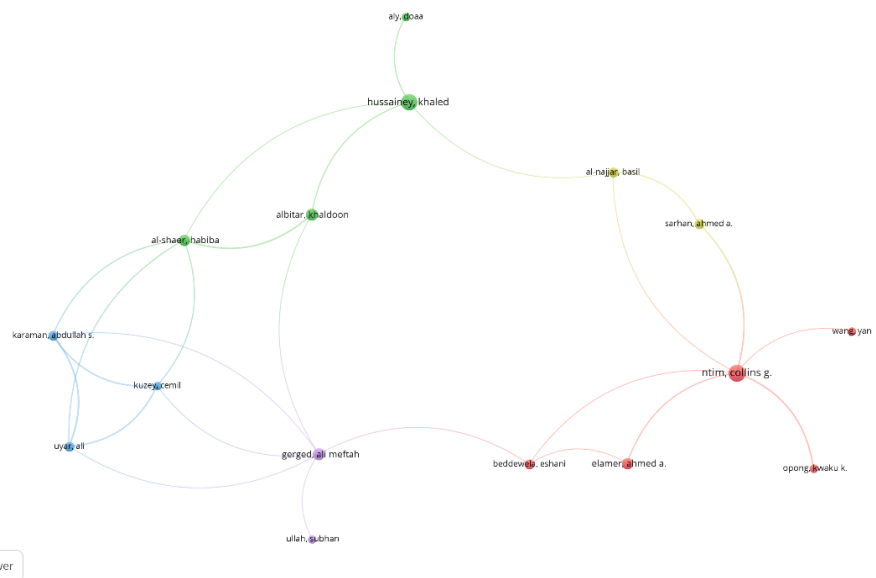 aly, doaa
hussainey, khaled
al-najjar, basil
albitar, khaldoon
sarhan, ahmed a.
al-shaer, habiba
wang, yan
karaman, abdullah s.
ntim, collins g.
kuzey, cemil
uyar, ali
gerged, ali meftah
beddewela, eshani
elamer, ahmed a.
opong, kwaku k.
ullah, subhan
wer